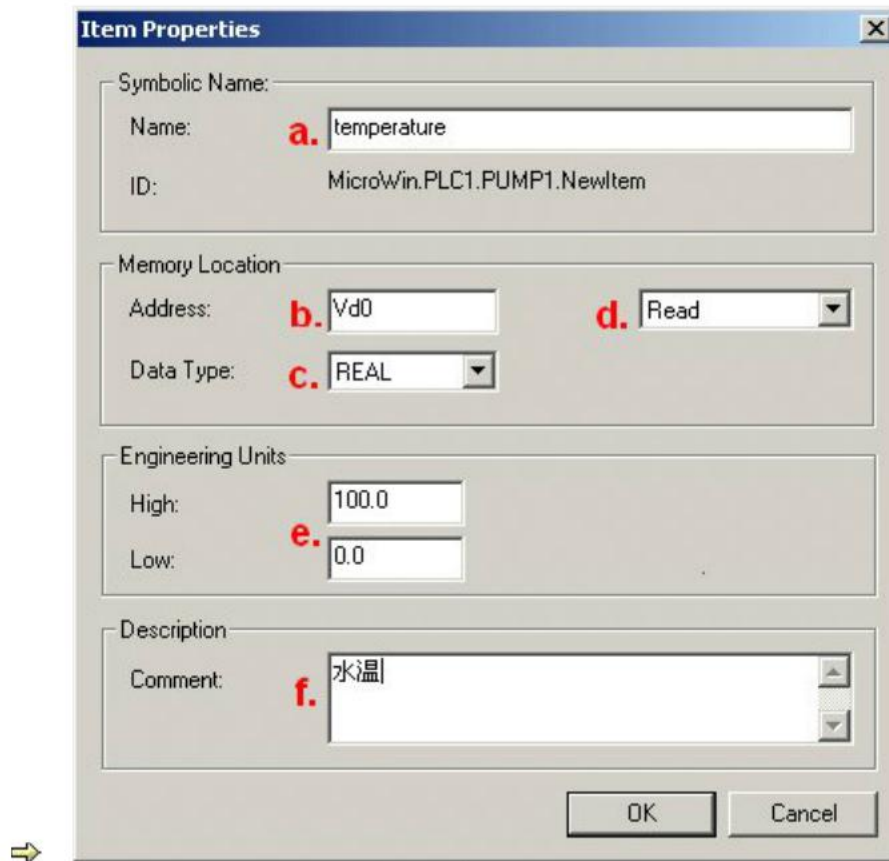 Item Properties
Symbolic Name:
Name: a. temperature
ID: MicroWin.PLC1.PUMP1.NewItem
Memory Location
Address: b. Vd0 d. Read
Data Type: c. REAL
Engineering Units
High: 100.0
e.
Low: 0.0
Description
Comment: f. 水温
OK Cancel